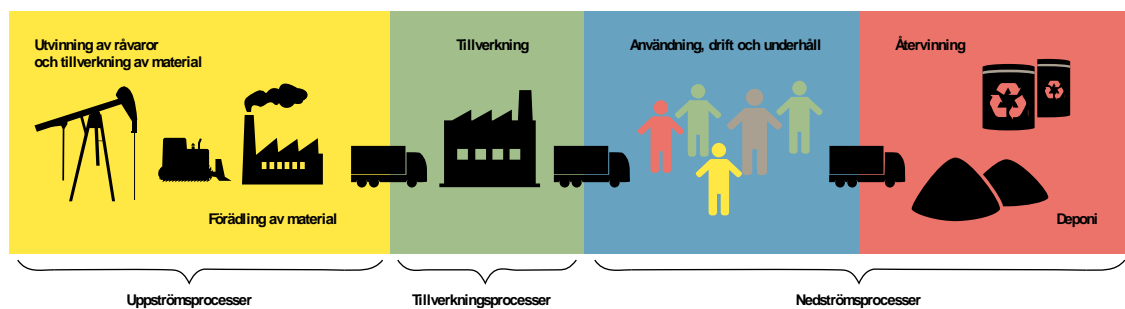 Utvinning av råvaror
och tillverkning av material
Förädling av material
Tillverkning
Användning, drift och underhåll
Återvinning
Deponi
Uppströmsprocesser
Tillverkningsprocesser
Nedströmsprocesser